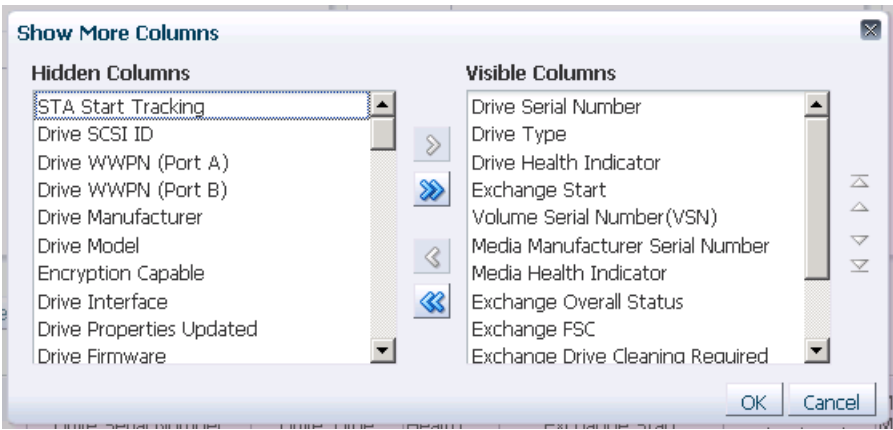 Show More Columns
Hidden Columns
STA Start Tracking
Drive SCSI ID
Drive WWPN (Port A)
Drive WWPN (Port B)
Drive Manufacturer
Drive Model
Encryption Capable
Drive Interface
Drive Properties Updated
Drive Firmware
Visible Columns
Drive Serial Number
Drive Type
Drive Health Indicator
Exchange Start
Volume Serial Number(VSN)
Media Manufacturer Serial Number
Media Health Indicator
Exchange Overall Status
Exchange FSC
Exchange Drive Cleaning Required
OK
Cancel